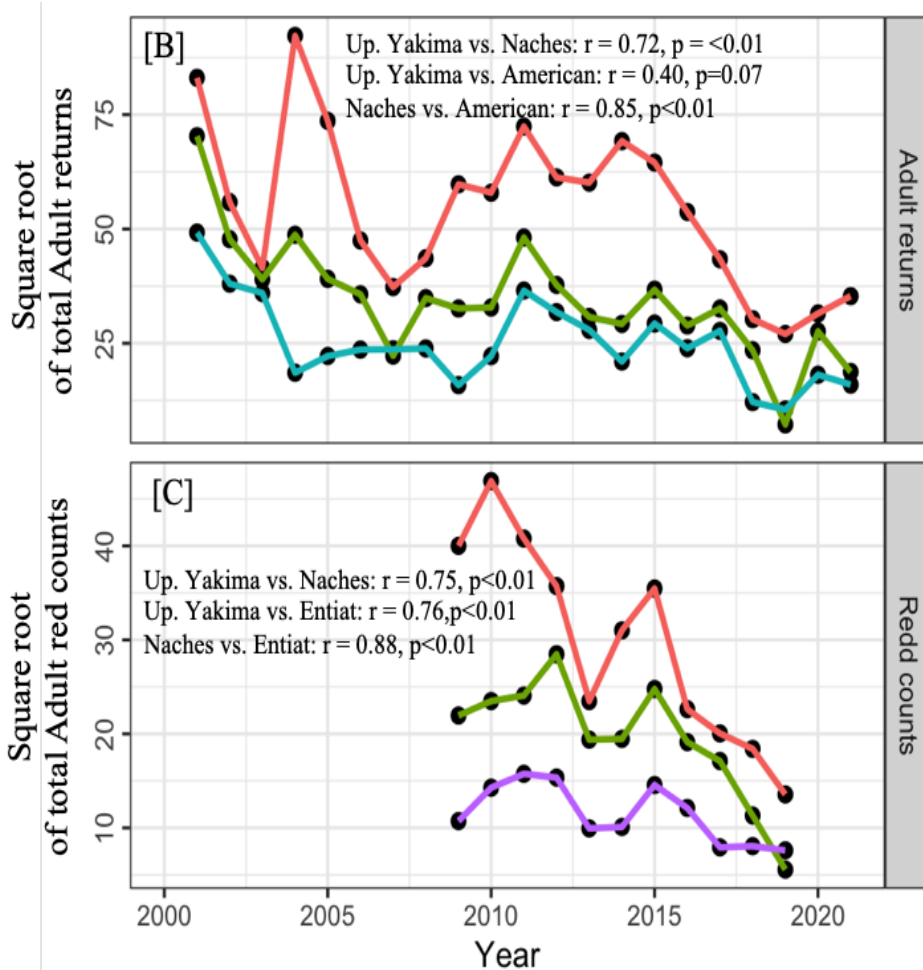 [B]
Up. Yakima vs. Naches: r = 0.72, p = <0.01
Up. Yakima vs. American: r = 0.40, p=0.07
Naches vs. American: r = 0.85, p<0.01
Square root
of total Adult returns
75
50
25
Adult returns
[C]
Up. Yakima vs. Naches: r = 0.75, p<0.01
Up. Yakima vs. Entiat: r = 0.76,p<0.01
Naches vs. Entiat: r = 0.88, p<0.01
Square root
of total Adult red counts
40
30
20
10
Redd counts
2000
2005
2010
2015
2020
Year